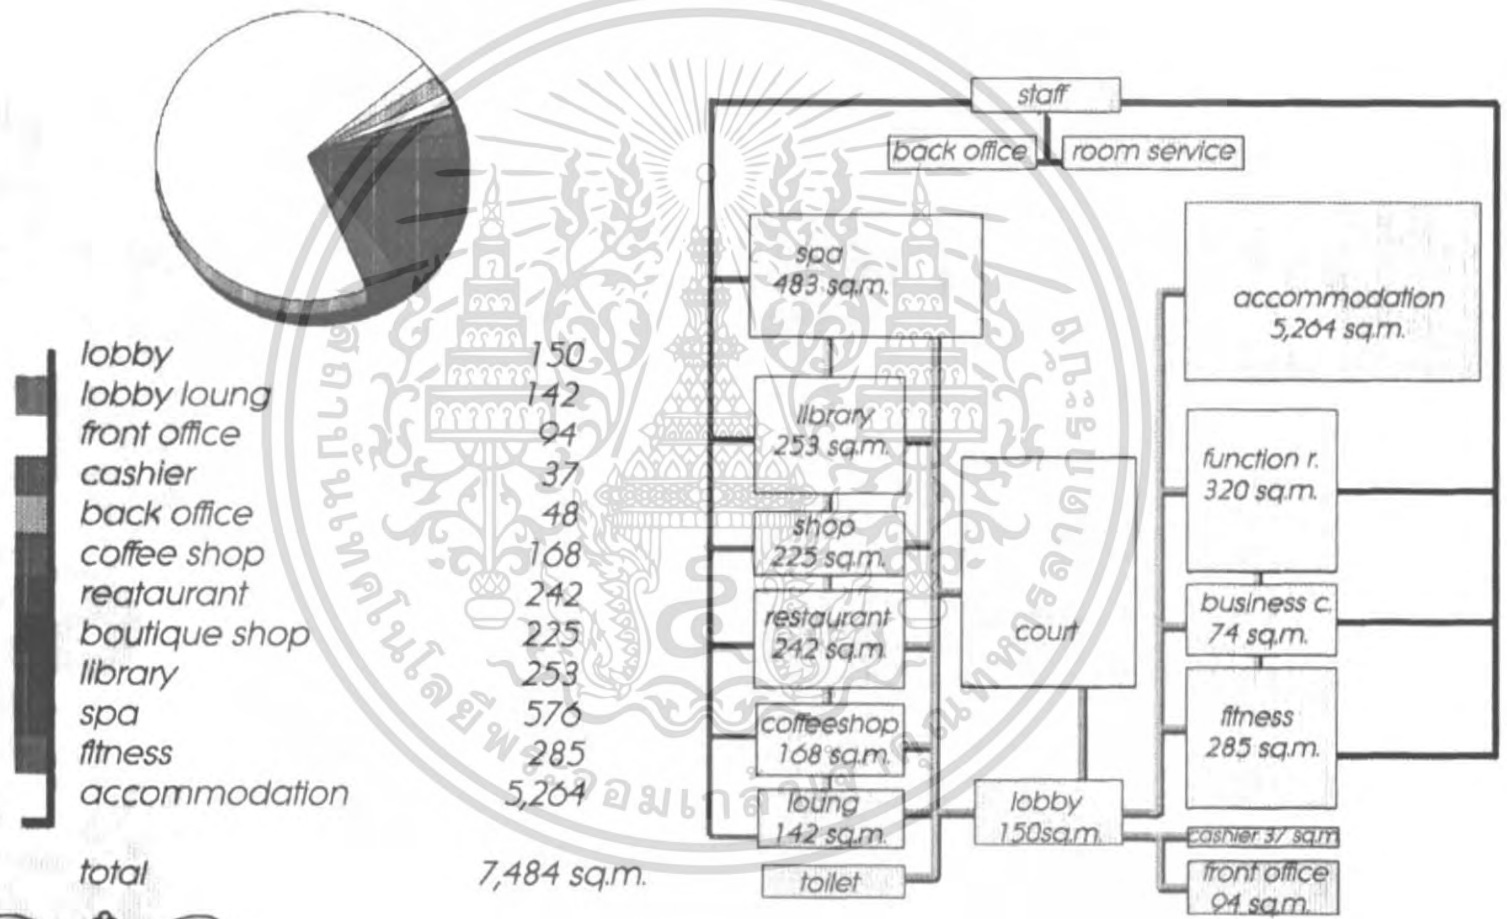 lobby 150
lobby loung 142
front office 94
cashier 37
back office 48
coffee shop 168
reataurant 242
boutique shop 225
library 253
spa 576
fitness 285
accommodation 5,264
total 7,484 sq.m.
staff
back office
room service
spa
483 sq.m.
library
253 sq.m.
shop
225 sq.m.
restaurant
242 sq.m.
coffeeshop
168 sq.m.
loung
142 sq.m.
toilet
court
lobby
150sq.m.
accommodation
5,264 sq.m.
function r.
320 sq.m.
business c.
74 sq.m.
fitness
285 sq.m.
cashier 37 sq.m
front office
94 sq.m.